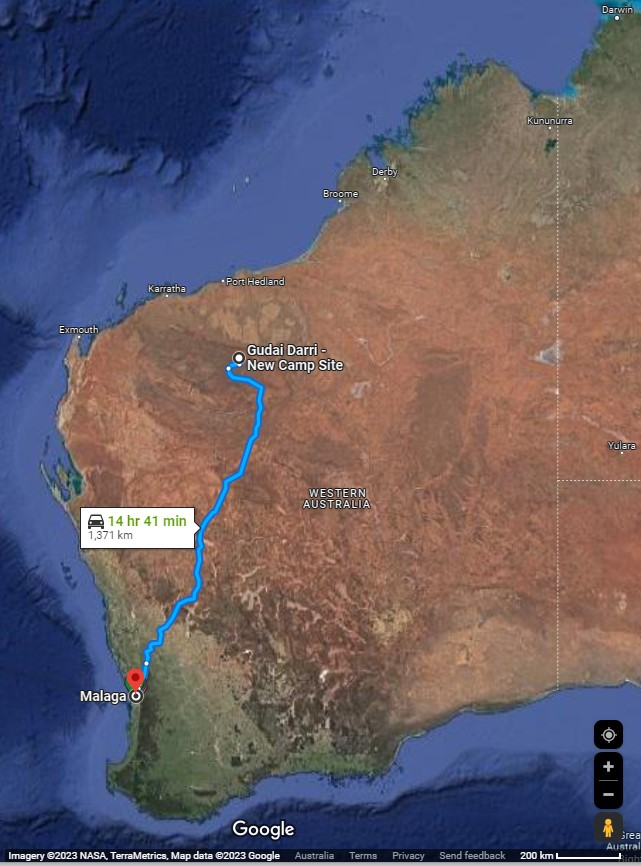 Darwin
Kununurra
Derby
Broome
Port Hedland
Karratha
Exmouth
Gudai Darri -
New Camp Site
Yulara
WESTERN
AUSTRALIA
14 hr 41 min
1,371 km
Malaga
Google
Grea
Austra
Imagery ©2023 NASA, TerraMetrics, Map data ©2023 Google Australia Terms Privacy Send feedback 200 km